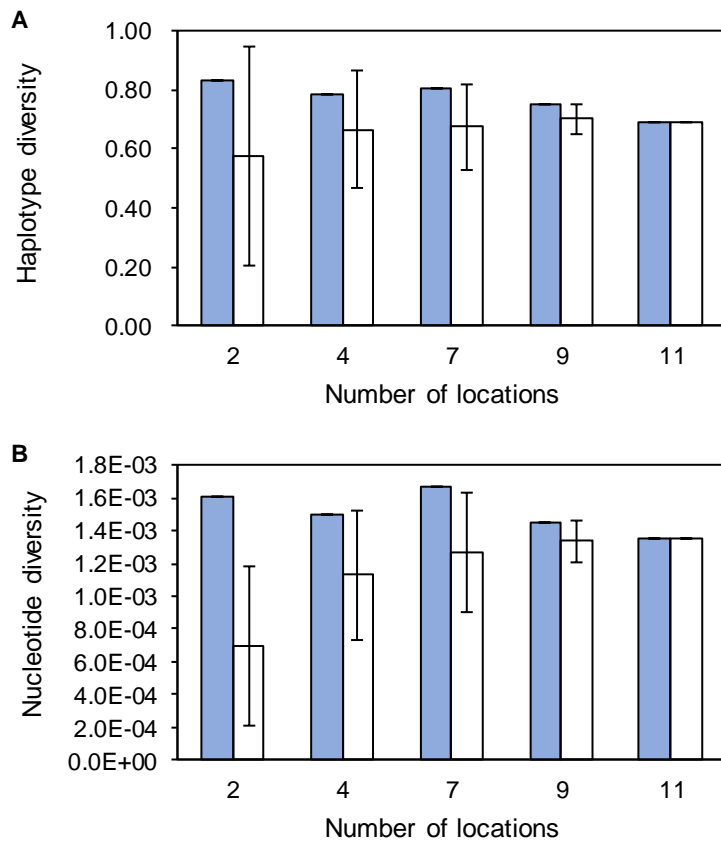 A
Haplotype diversity
1.00
0.80
0.60
0.40
0.20
0.00
2 4 7 9 11
Number of locations
B
Nucleotide diversity
1.8E-03
1.6E-03
1.4E-03
1.2E-03
1.0E-03
8.0E-04
6.0E-04
4.0E-04
2.0E-04
0.0E+00
2 4 7 9 11
Number of locations